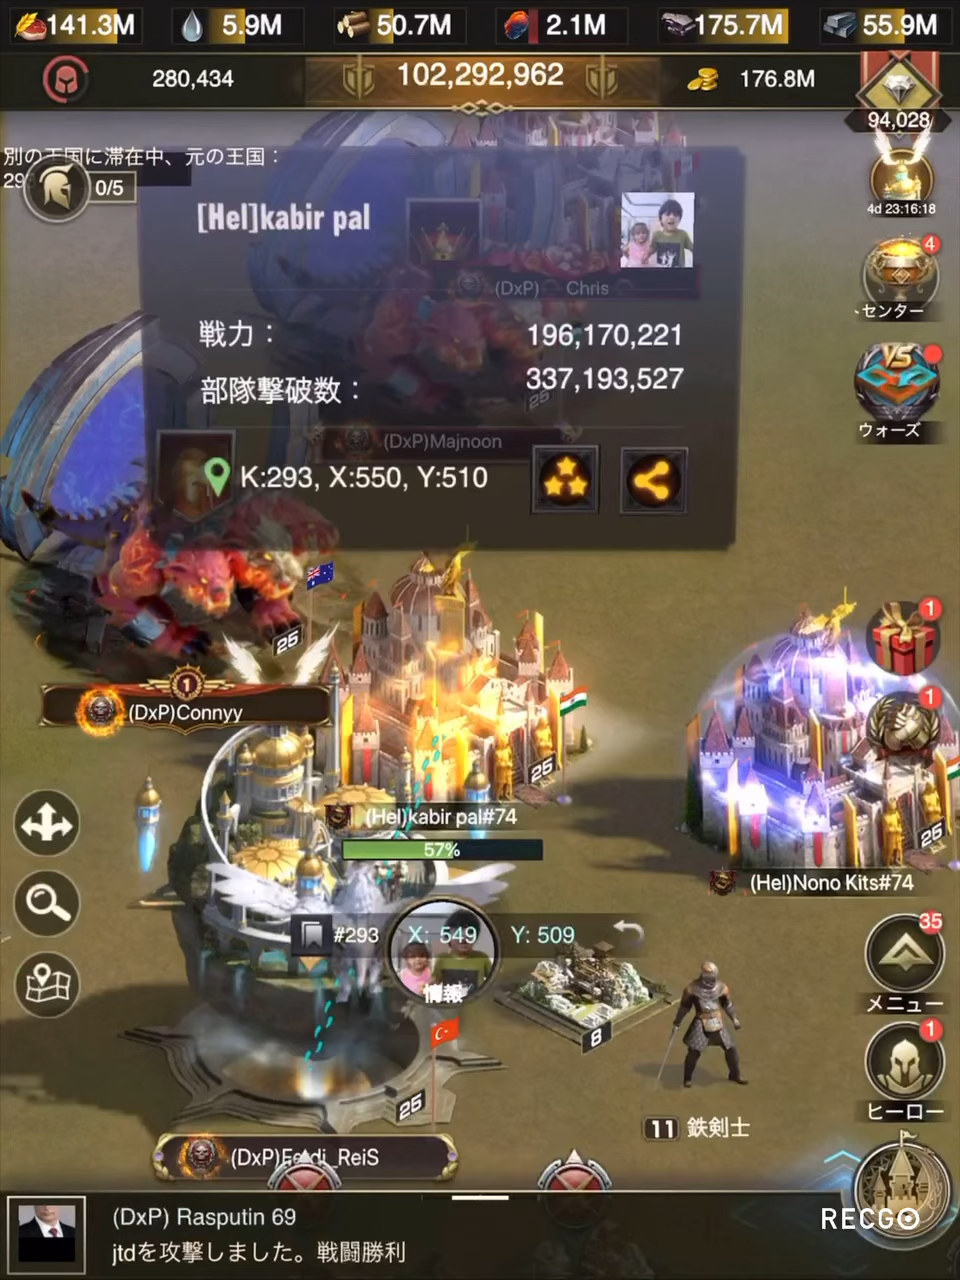 141.3M 5.9M 50.7M 2.1M 175.7M 55.9M
280,434 102,292,962 176.8M
94,028
別の王国に滞在中、元の王国：
29
0/5
4d 23:16:18
[Hel]kabir pal
(DxP) Chris
4
センター
戦力： 196,170,221
部隊撃破数： 337,193,527
25
VS
ウォーズ
(DxP)Majnoon
K:293, X:550, Y:510
25
1
1
(DxP)Connyy
1
25
(Hel)kabir pal#74
57%
25
(Hel)Nono Kits#74
#293 X: 549 Y: 509
35
情報
メニュー
8
1
25
ヒーロー
11 鉄剣士
(DxP)Ferdi_ReiS
(DxP) Rasputin 69
jtdを攻撃しました。戦闘勝利
RECGO